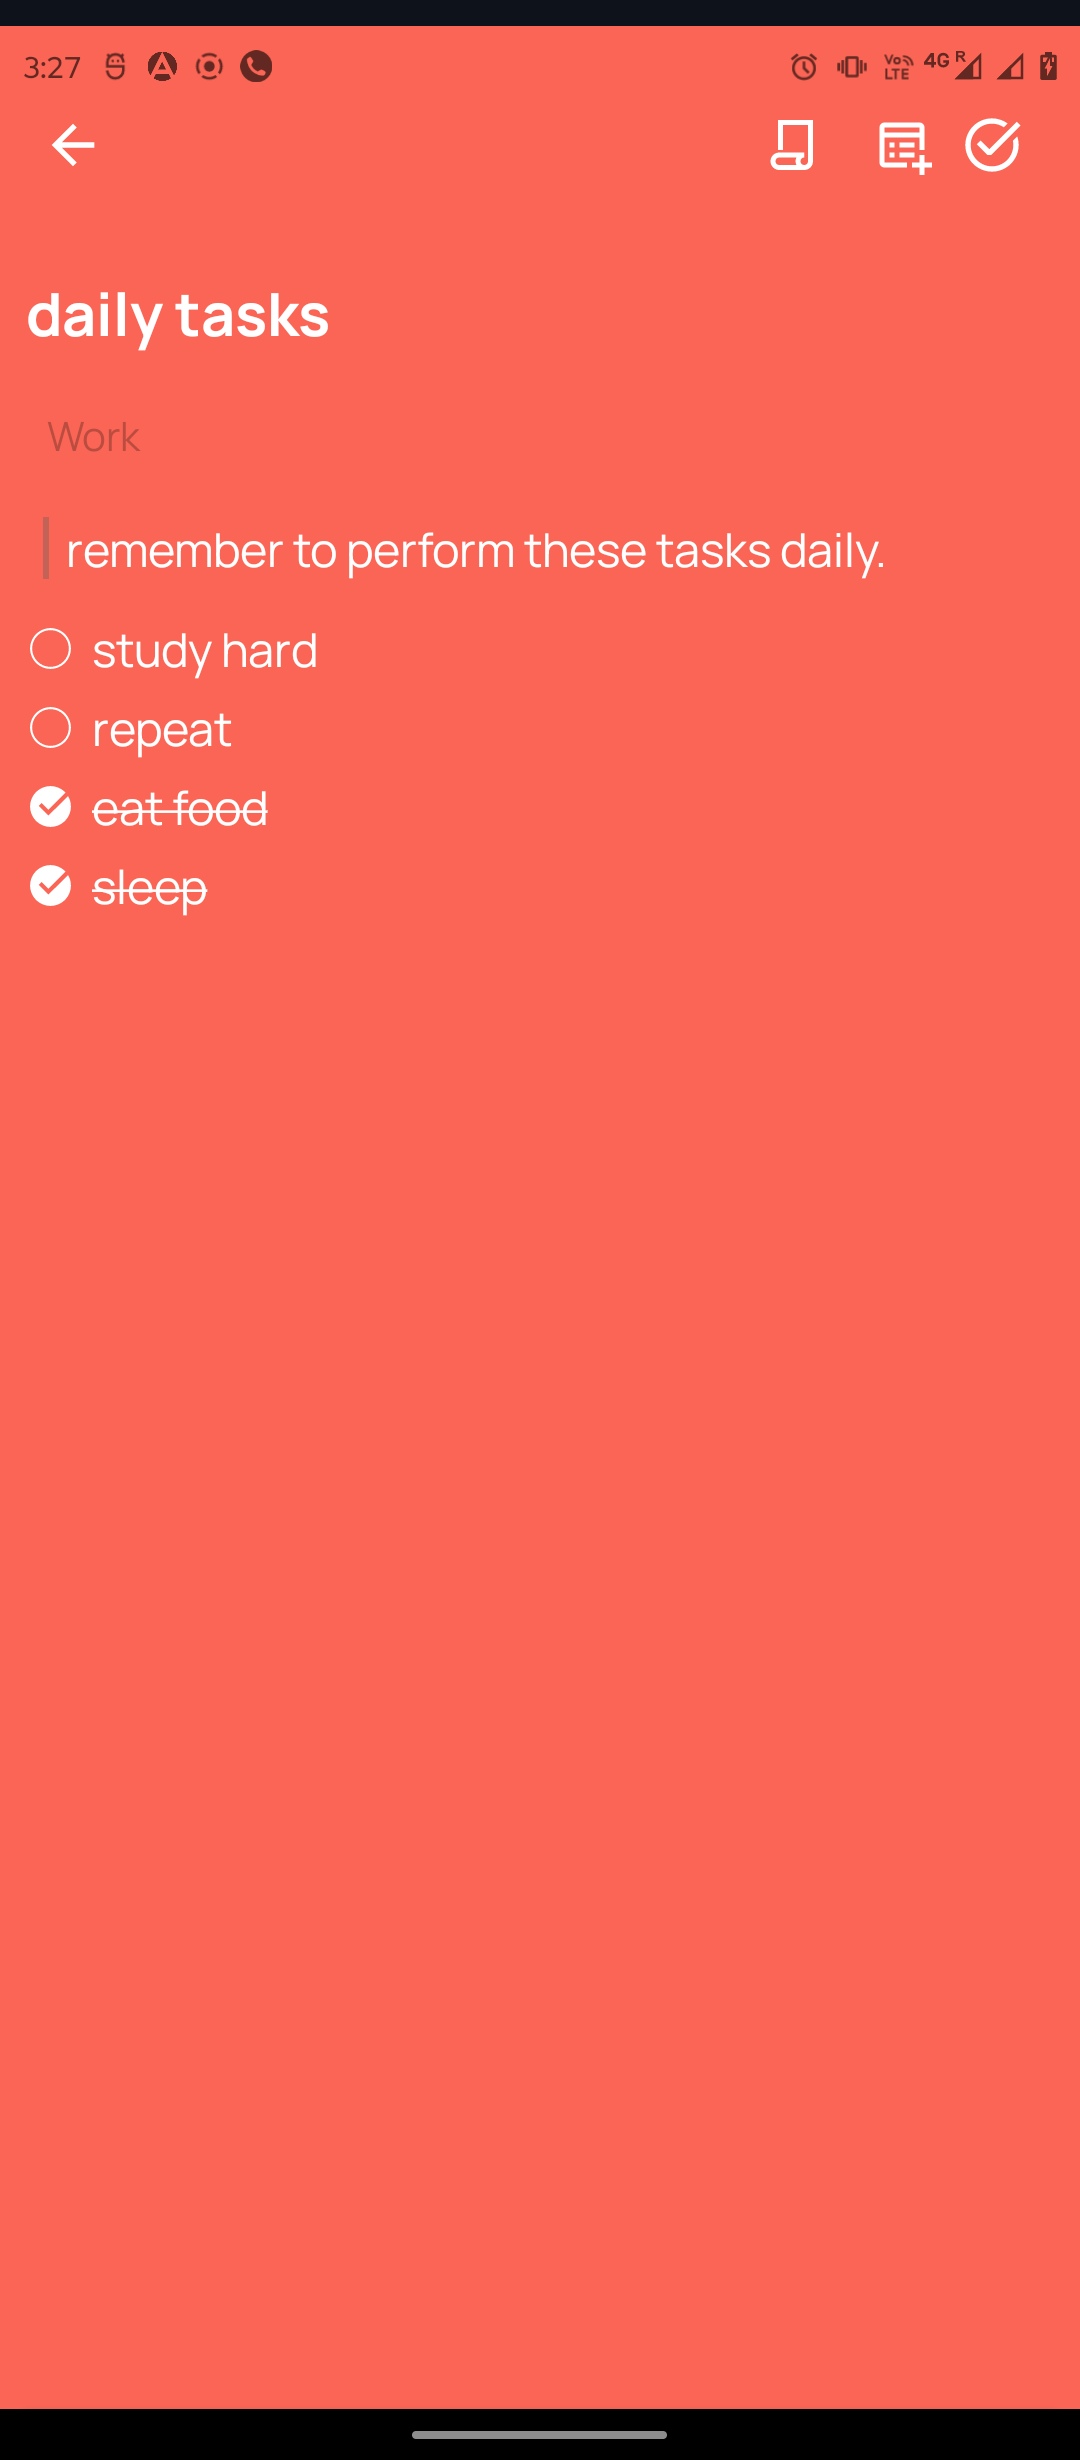 3:27
Vo LTE 4G R
daily tasks
Work
remember to perform these tasks daily.
study hard
repeat
eat food
sleep